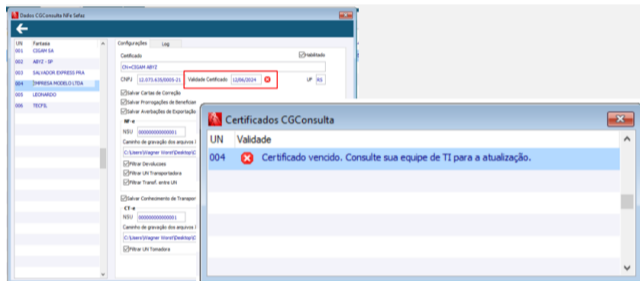 Dados CGConsulta NFe Sefaz
UN Fantasia
001 CIGAM SA
002 ABYZ - SP
003 SALVADOR EXPRESS FRA
004 EMPRESA MODELO LTDA
005 LEONARDO
006 TECFIL
Configurações Log
Certificado Habilitado
CN=CIGAM ABYZ
CNPJ 12.073.635/0005-21 Validade Certificado 12/06/2024 UF RS
Salvar Cartas de Correção
Salvar Prorrogações de Beneficiam
Salvar Averbações de Exportação
NF-e
NSU 000000000000001
Caminho de gravação dos arquivos
Filtrar Devoluções
Filtrar UN Transportadora
Filtrar Transf. entre UN
Salvar Conhecimento de Transpor
CT-e
NSU 000000000000001
Caminho de gravação dos arquivos
Filtrar UN Tomadora
Certificados CGConsulta
UN Validade
004 Certificado vencido. Consulte sua equipe de TI para a atualização.